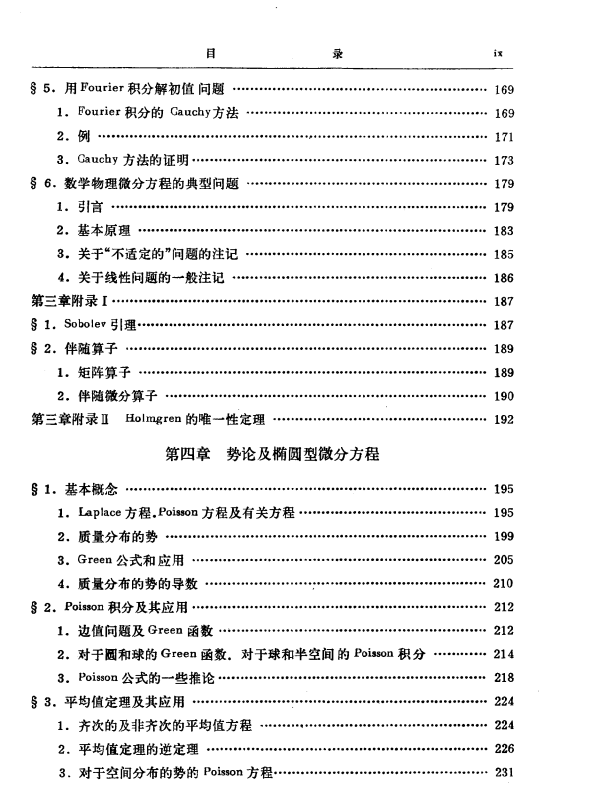 目 录 ix
§ 5. 用 Fourier 积分解初值问题 …… 169
1. Fourier 积分的 Cauchy 方法 …… 169
2. 例 …… 171
3. Cauchy 方法的证明 …… 173
§ 6. 数学物理微分方程的典型问题 …… 179
1. 引言 …… 179
2. 基本原理 …… 183
3. 关于“不适定的”问题的注记 …… 185
4. 关于线性问题的一般注记 …… 186
第三章附录 I …… 187
§ 1. Sobolev 引理 …… 187
§ 2. 伴随算子 …… 189
1. 矩阵算子 …… 189
2. 伴随微分算子 …… 190
第三章附录 II Holmgren 的唯一性定理 …… 192
第四章 势论及椭圆型微分方程
§ 1. 基本概念 …… 195
1. Laplace 方程, Poisson 方程及有关方程 …… 195
2. 质量分布的势 …… 199
3. Green 公式和应用 …… 205
4. 质量分布的势的导数 …… 210
§ 2. Poisson 积分及其应用 …… 212
1. 边值问题及 Green 函数 …… 212
2. 对于圆和球的 Green 函数. 对于球和半空间的 Poisson 积分 …… 214
3. Poisson 公式的一些推论 …… 218
§ 3. 平均值定理及其应用 …… 224
1. 齐次的及非齐次的平均值方程 …… 224
2. 平均值定理的逆定理 …… 226
3. 对于空间分布的势的 Poisson 方程 …… 231